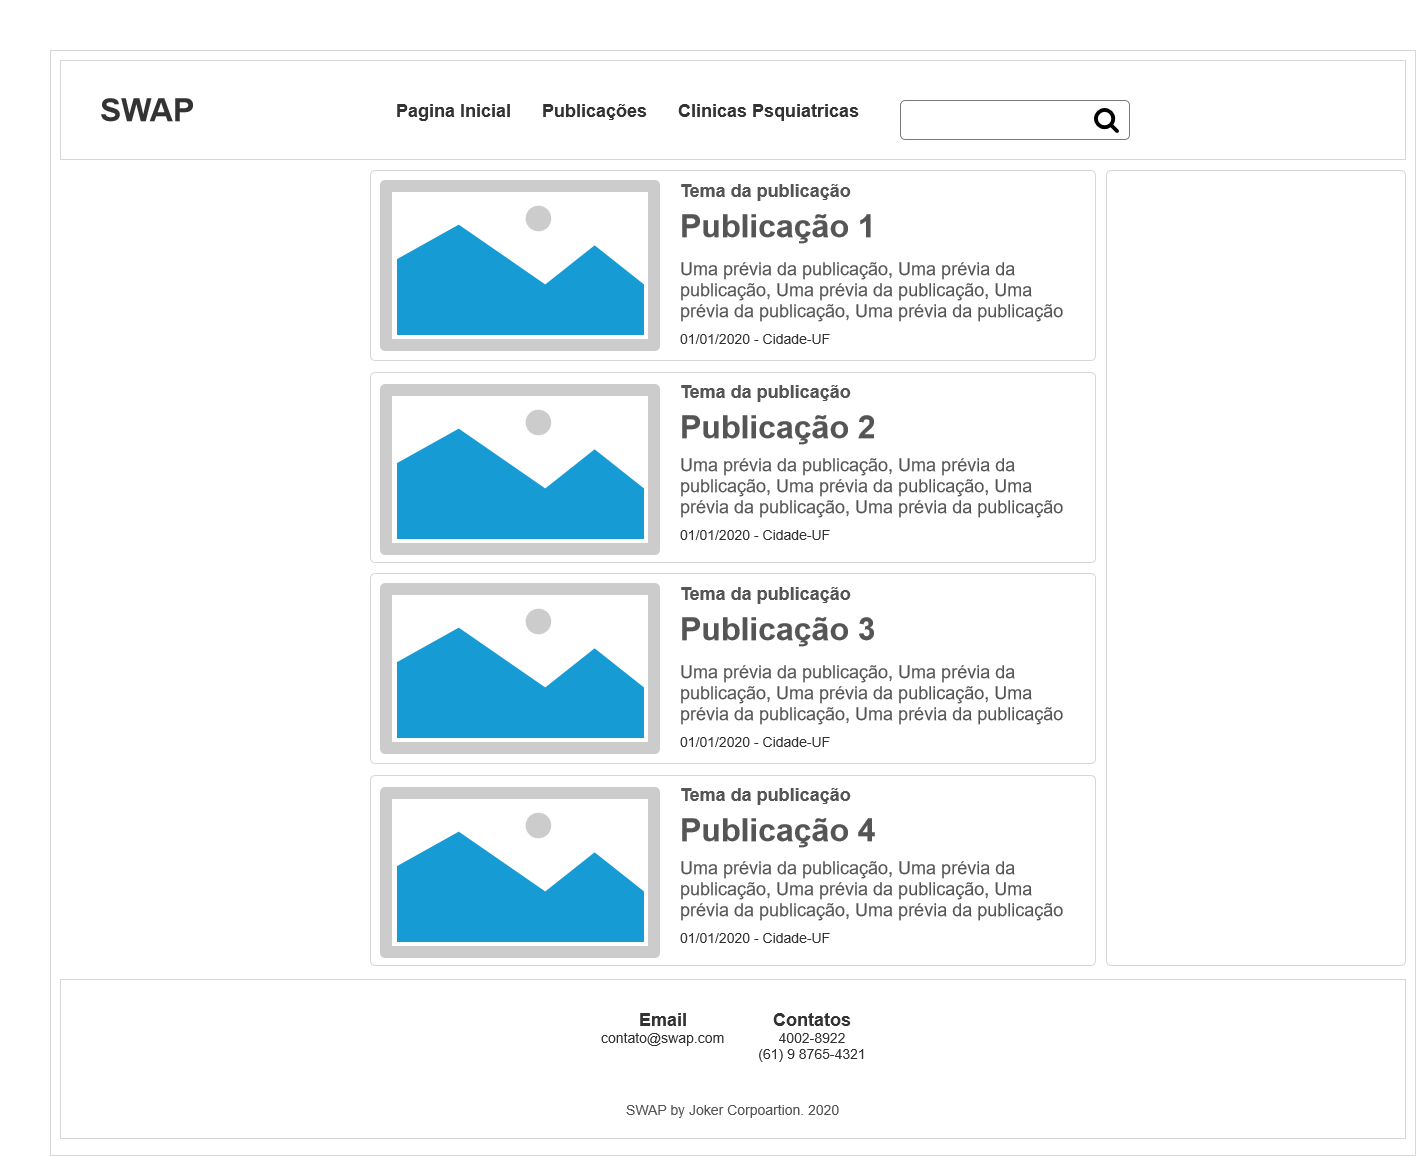 SWAP
Pagina Inicial
Publicações
Clinicas Psquiatricas
Tema da publicação
Publicação 1
Uma prévia da publicação, Uma prévia da
publicação, Uma prévia da publicação, Uma
prévia da publicação, Uma prévia da publicação
01/01/2020 - Cidade-UF
Tema da publicação
Publicação 2
Uma prévia da publicação, Uma prévia da
publicação, Uma prévia da publicação, Uma
prévia da publicação, Uma prévia da publicação
01/01/2020 - Cidade-UF
Tema da publicação
Publicação 3
Uma prévia da publicação, Uma prévia da
publicação, Uma prévia da publicação, Uma
prévia da publicação, Uma prévia da publicação
01/01/2020 - Cidade-UF
Tema da publicação
Publicação 4
Uma prévia da publicação, Uma prévia da
publicação, Uma prévia da publicação, Uma
prévia da publicação, Uma prévia da publicação
01/01/2020 - Cidade-UF
Email
contato@swap.com
Contatos
4002-8922
(61) 9 8765-4321
SWAP by Joker Corpoartion. 2020